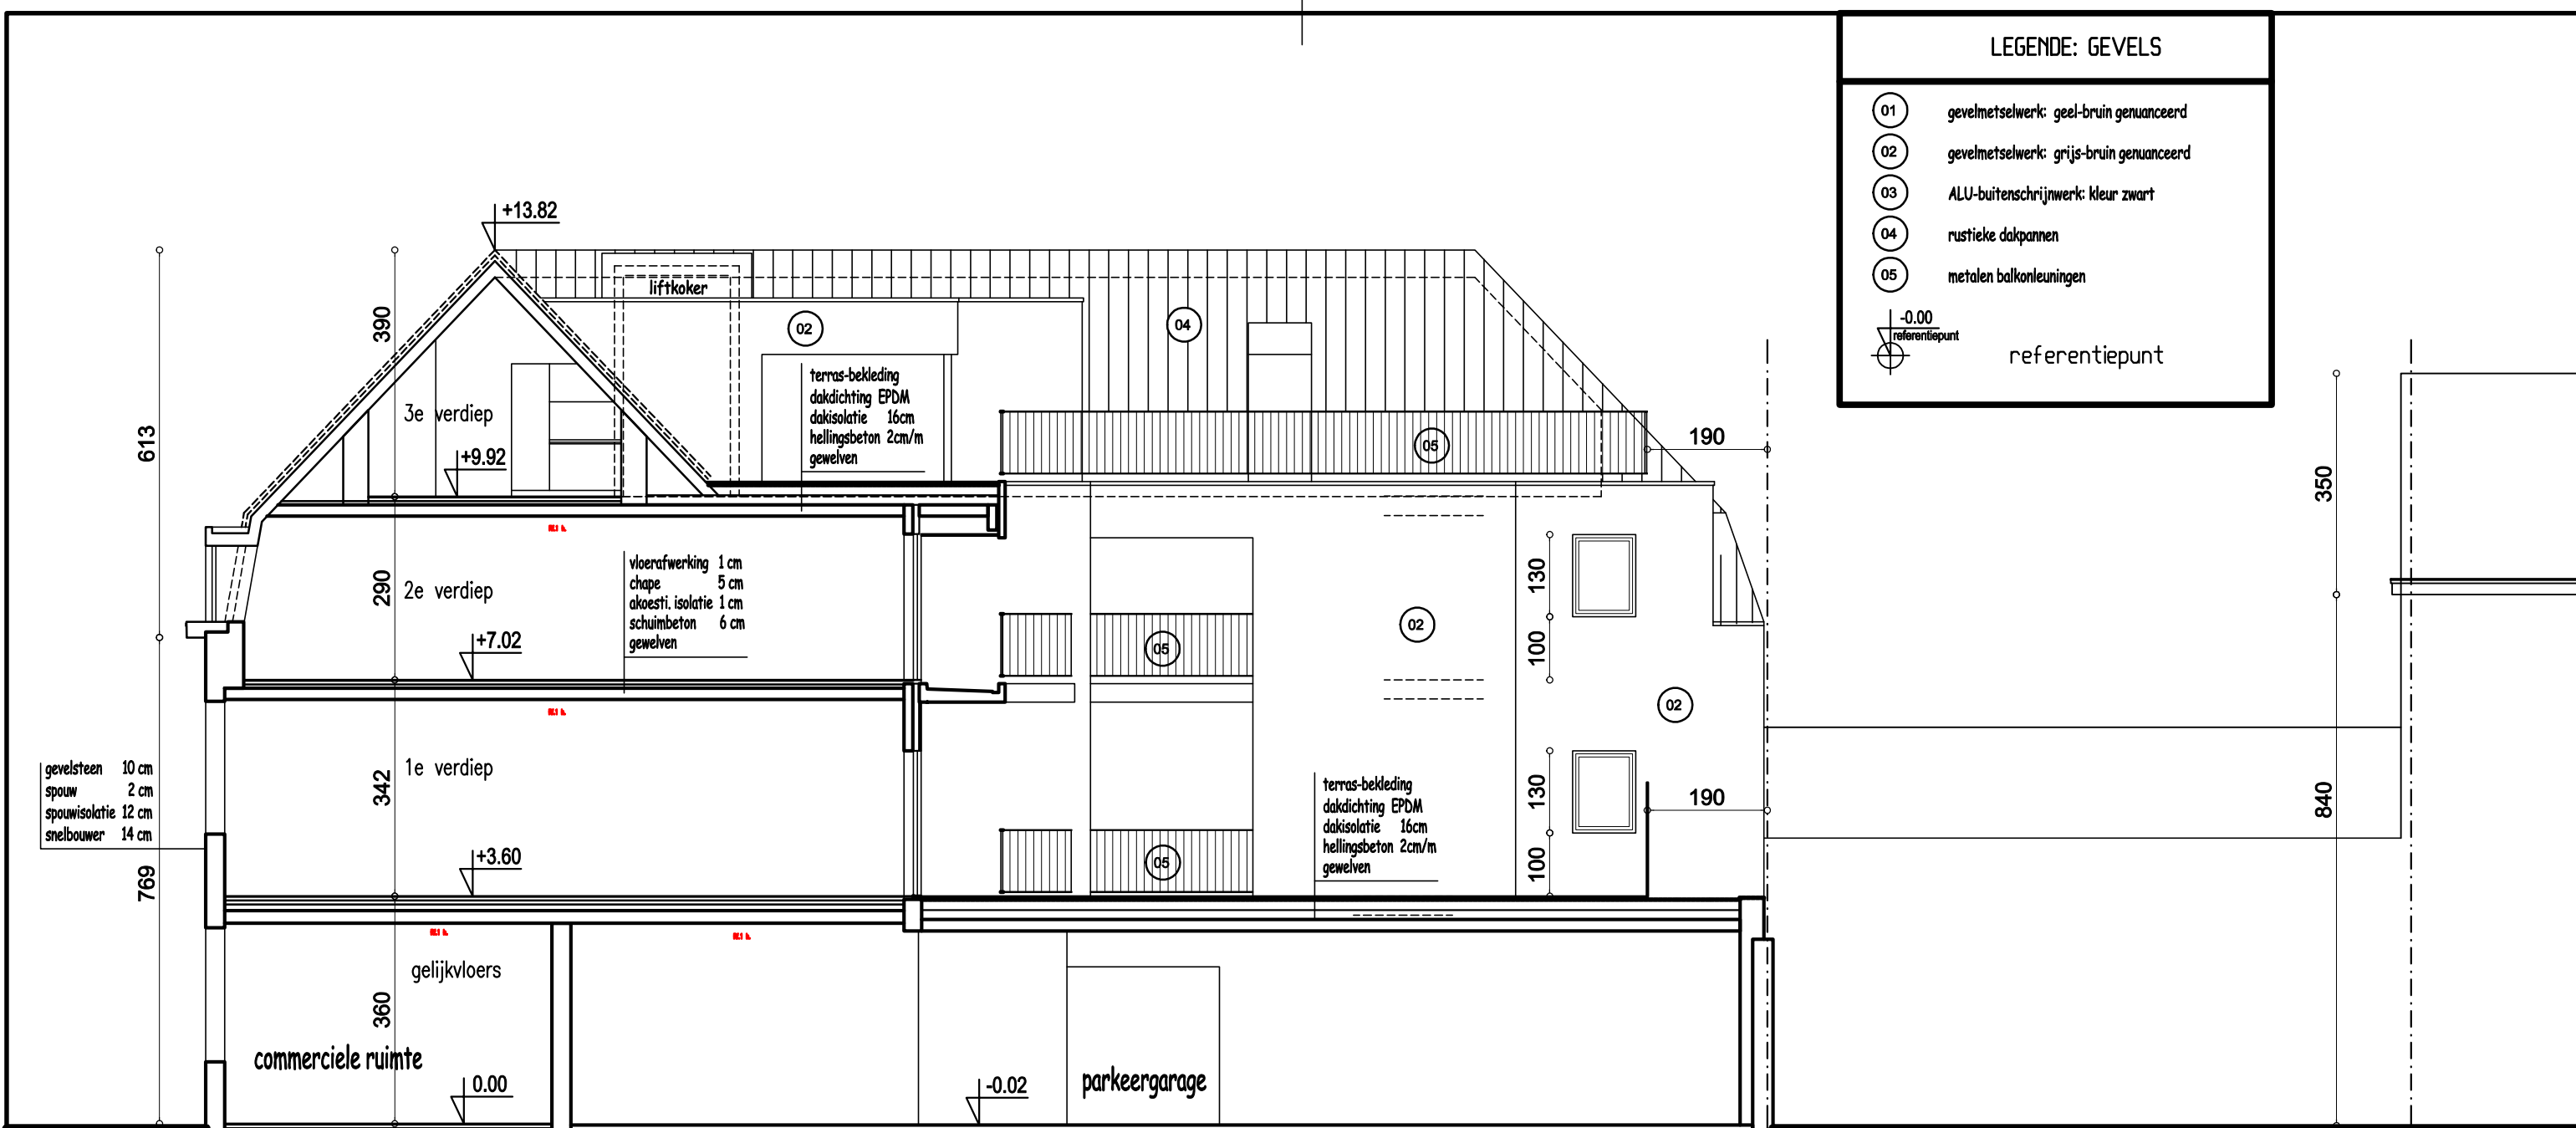 LEGENDE: GEVELS
01 gevelmetselwerk: geel-bruin genuanceerd
02 gevelmetselwerk: grijs-bruin genuanceerd
03 ALU-buitenschrijnwerk: kleur zwart
04 rustieke dakpannen
05 metalen balkonleuningen
-0.00
referentiepunt
referentiepunt
+13.82
liftkoker
390
02
04
terras-bekleding
dakdichting EPDM
dakisolatie 16cm
hellingsbeton 2cm/m
gewelven
3e verdiep
+9.92
613
05
190
350
vloerafwerking 1 cm
chape 5 cm
akoesti. isolatie 1 cm
schuimbeton 6 cm
gewelven
290
2e verdiep
+7.02
130
100
02
05
02
gevelsteen 10 cm
spouw 2 cm
spouwisolatie 12 cm
snelbouwer 14 cm
342
1e verdiep
+3.60
769
terras-bekleding
dakdichting EPDM
dakisolatie 16cm
hellingsbeton 2cm/m
gewelven
05
130
100
190
840
gelijkvloers
360
commerciele ruimte
0.00
-0.02
parkeergarage